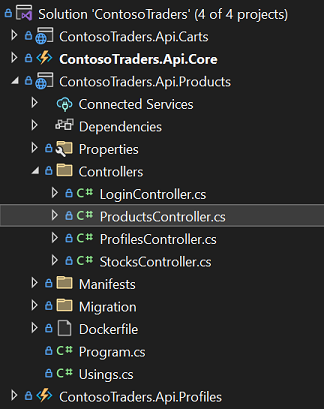 Solution 'ContosoTraders' (4 of 4 projects)
ContosoTraders.Api.Carts
ContosoTraders.Api.Core
ContosoTraders.Api.Products
Connected Services
Dependencies
Properties
Controllers
C# LoginController.cs
C# ProductsController.cs
C# ProfilesController.cs
C# StocksController.cs
Manifests
Migration
Dockerfile
C# Program.cs
C# Usings.cs
ContosoTraders.Api.Profiles